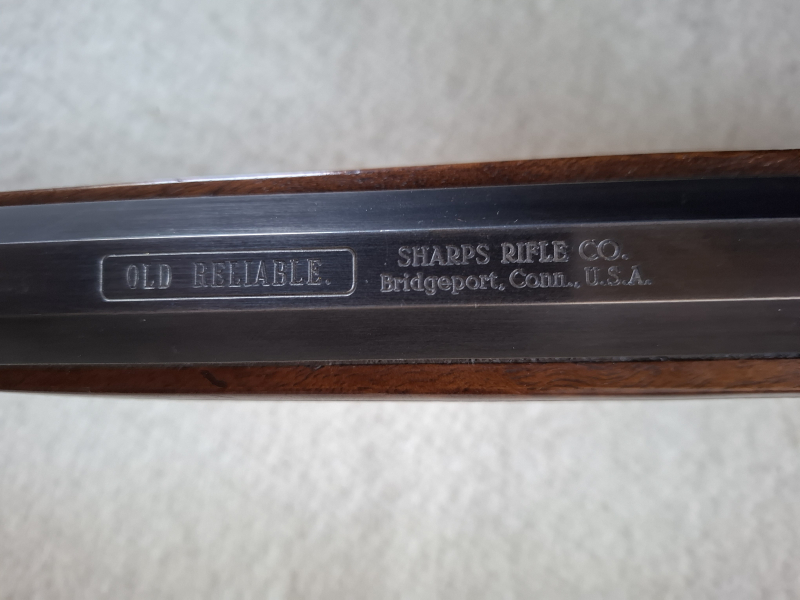 OLD RELIABLE.
SHARPS RIFLE CO.
Bridgeport, Conn., U.S.A.